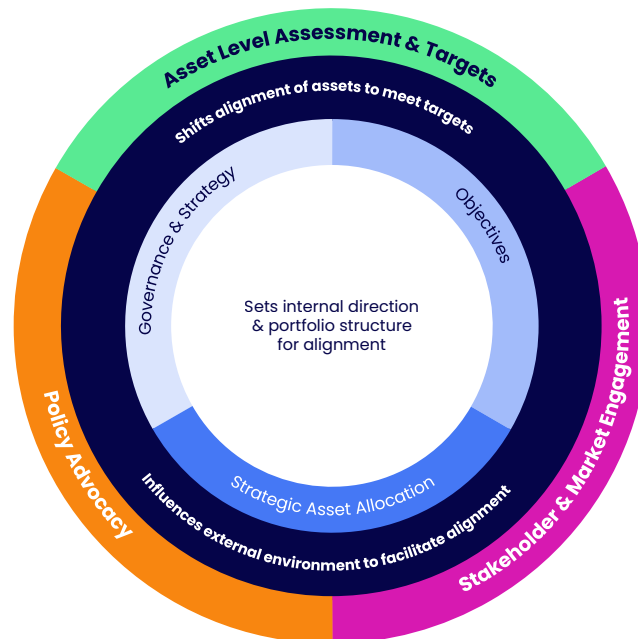 Asset Level Assessment & Targets
Shifts alignment of assets to meet targets
Governance & Strategy
Objectives
Sets internal direction
& portfolio structure
for alignment
Strategic Asset Allocation
Influences external environment to facilitate alignment
Policy Advocacy
Stakeholder & Market Engagement